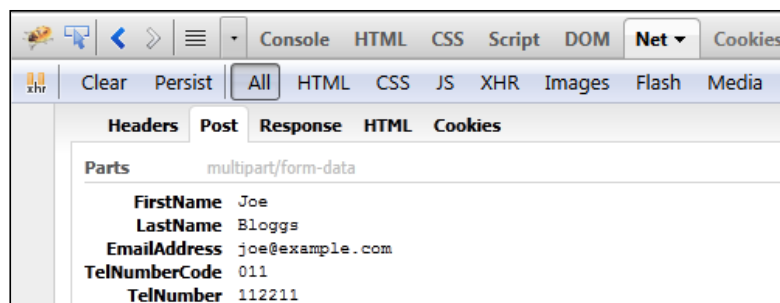 Console HTML CSS Script DOM Net Cookies
xhr Clear Persist All HTML CSS JS XHR Images Flash Media
Headers Post Response HTML Cookies
Parts multipart/form-data
FirstName Joe
LastName Bloggs
EmailAddress joe@example.com
TelNumberCode 011
TelNumber 112211